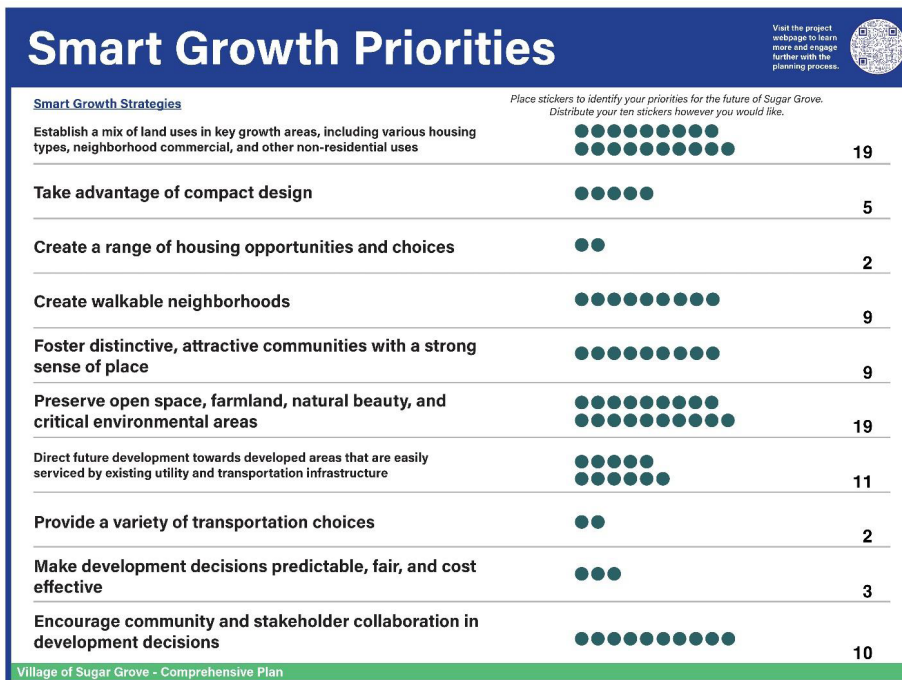 Smart Growth Priorities
Visit the project
webpage to learn
more and engage
further with the
planning process.
Smart Growth Strategies
Place stickers to identify your priorities for the future of Sugar Grove.
Distribute your ten stickers however you would like.
Establish a mix of land uses in key growth areas, including various housing
types, neighborhood commercial, and other non-residential uses
19
Take advantage of compact design
5
Create a range of housing opportunities and choices
2
Create walkable neighborhoods
9
Foster distinctive, attractive communities with a strong
sense of place
9
Preserve open space, farmland, natural beauty, and
critical environmental areas
19
Direct future development towards developed areas that are easily
serviced by existing utility and transportation infrastructure
11
Provide a variety of transportation choices
2
Make development decisions predictable, fair, and cost
effective
3
Encourage community and stakeholder collaboration in
development decisions
10
Village of Sugar Grove - Comprehensive Plan